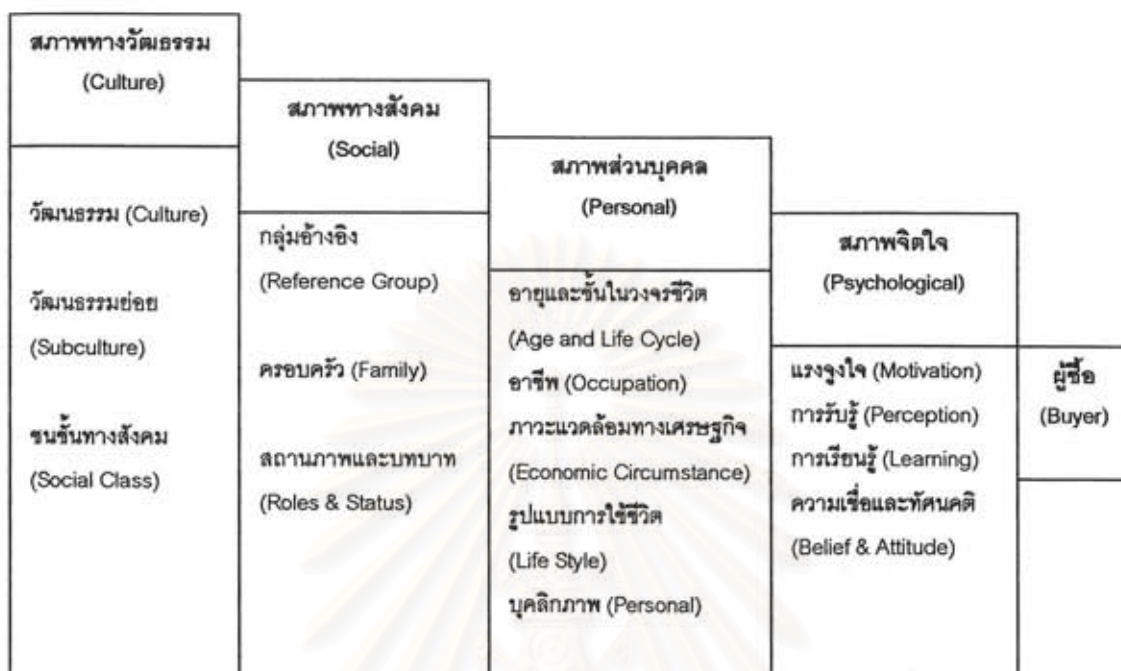 สภาพทางวัฒธรรม
(Culture)
วัฒนธรรม (Culture)
วัฒนธรรมย่อย
(Subculture)
ชนชั้นทางสังคม
(Social Class)
สภาพทางสังคม
(Social)
กลุ่มอ้างอิง
(Reference Group)
ครอบครัว (Family)
สถานภาพและบทบาท
(Roles & Status)
สภาพส่วนบุคคล
(Personal)
อายุและขั้นในวงจรชีวิต
(Age and Life Cycle)
อาชีพ (Occupation)
ภาวะแวดล้อมทางเศรษฐกิจ
(Economic Circumstance)
รูปแบบการใช้ชีวิต
(Life Style)
บุคลิกภาพ (Personal)
สภาพจิตใจ
(Psychological)
แรงจูงใจ (Motivation)
การรับรู้ (Perception)
การเรียนรู้ (Learning)
ความเชื่อและทัศนคติ
(Belief & Attitude)
ผู้ซื้อ
(Buyer)